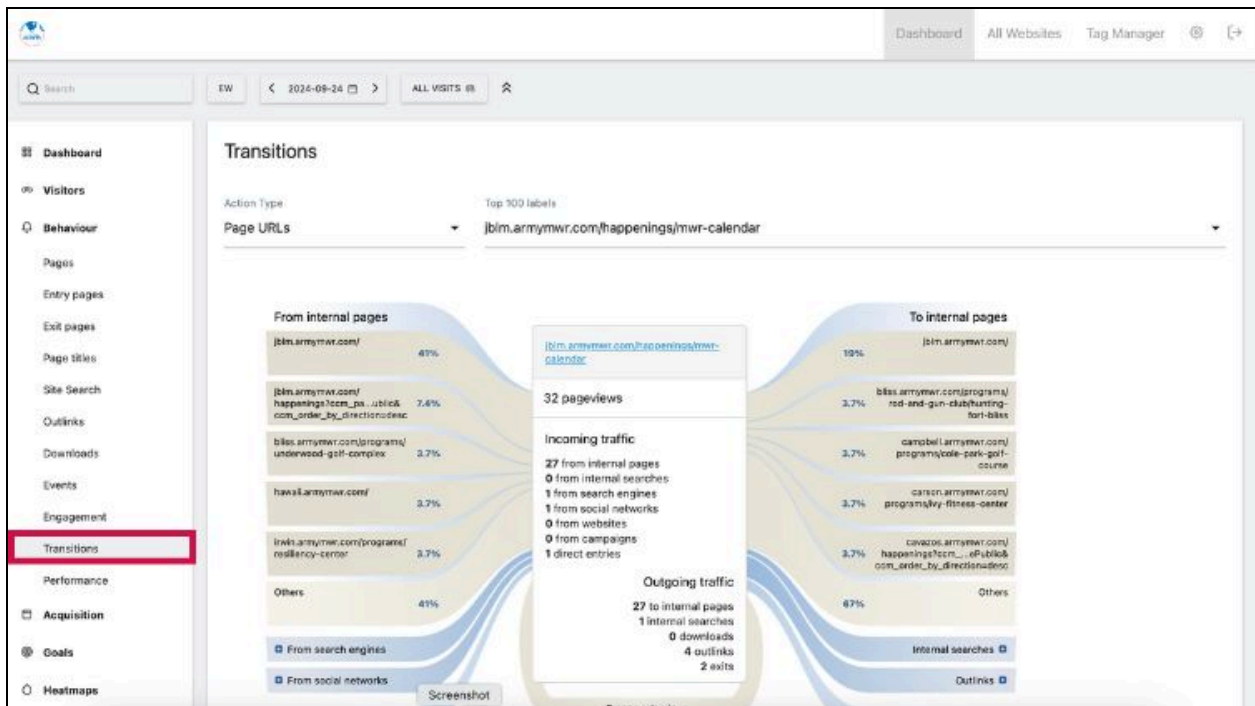 Dashboard
All Websites
Tag Manager
Search
EW
2024-09-24
ALL VISITS
Dashboard
Visitors
Behaviour
Pages
Entry pages
Exit pages
Page titles
Site Search
Outlinks
Downloads
Events
Engagement
Transitions
Performance
Acquisition
Goals
Heatmaps
Transitions
Action Type
Page URLs
Top 100 labels
jblm.armymwr.com/happenings/mwr-calendar
From internal pages
jblm.armymwr.com/
41%
jblm.armymwr.com/
happenings?ccm_pa...ublic&
ccm_order_by_direction=desc
7.4%
bliss.armymwr.com/programs/
underwood-golf-complex
3.7%
hawaii.armymwr.com/
3.7%
irwin.armymwr.com/programs/
resiliency-center
3.7%
Others
41%
From search engines
From social networks
jblm.armymwr.com/happenings/mwr-
calendar
32 pageviews
Incoming traffic
27 from internal pages
0 from internal searches
1 from search engines
1 from social networks
0 from websites
0 from campaigns
1 direct entries
Outgoing traffic
27 to internal pages
1 internal searches
0 downloads
4 outlinks
2 exits
To internal pages
jblm.armymwr.com/
19%
bliss.armymwr.com/programs/
rod-and-gun-club/hunting-
fort-bliss
3.7%
campbell.armymwr.com/
programs/cole-park-golf-
course
3.7%
carson.armymwr.com/
programs/ivy-fitness-center
3.7%
cavazos.armymwr.com/
happenings?ccm_...ePublic&
ccm_order_by_direction=desc
3.7%
Others
67%
Internal searches
Outlinks
Screenshot